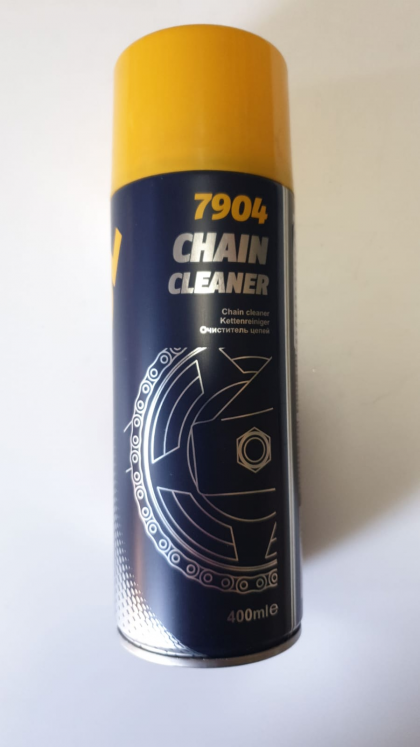 7904
CHAIN
CLEANER
Chain cleaner
Kettenreiniger
Очиститель цепей
400ml℮